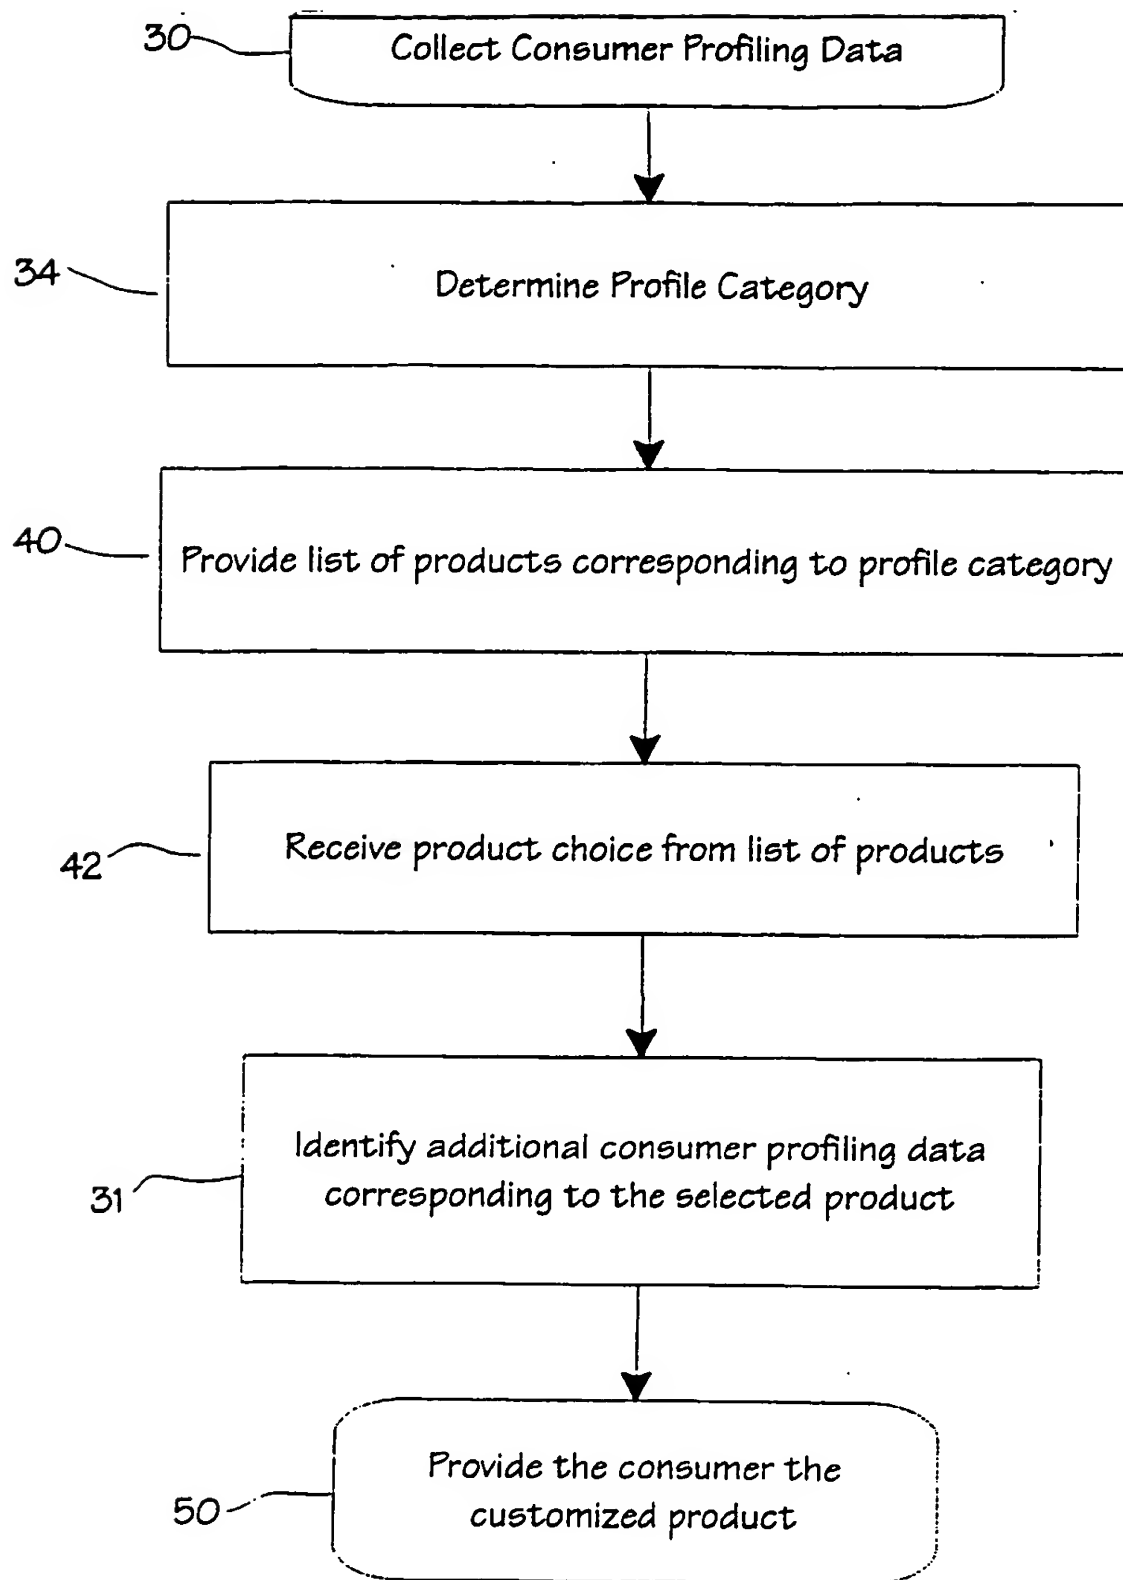 30
Collect Consumer Profiling Data
34
Determine Profile Category
40
Provide list of products corresponding to profile category
42
Receive product choice from list of products
31
Identify additional consumer profiling data
corresponding to the selected product
50
Provide the consumer the
customized product